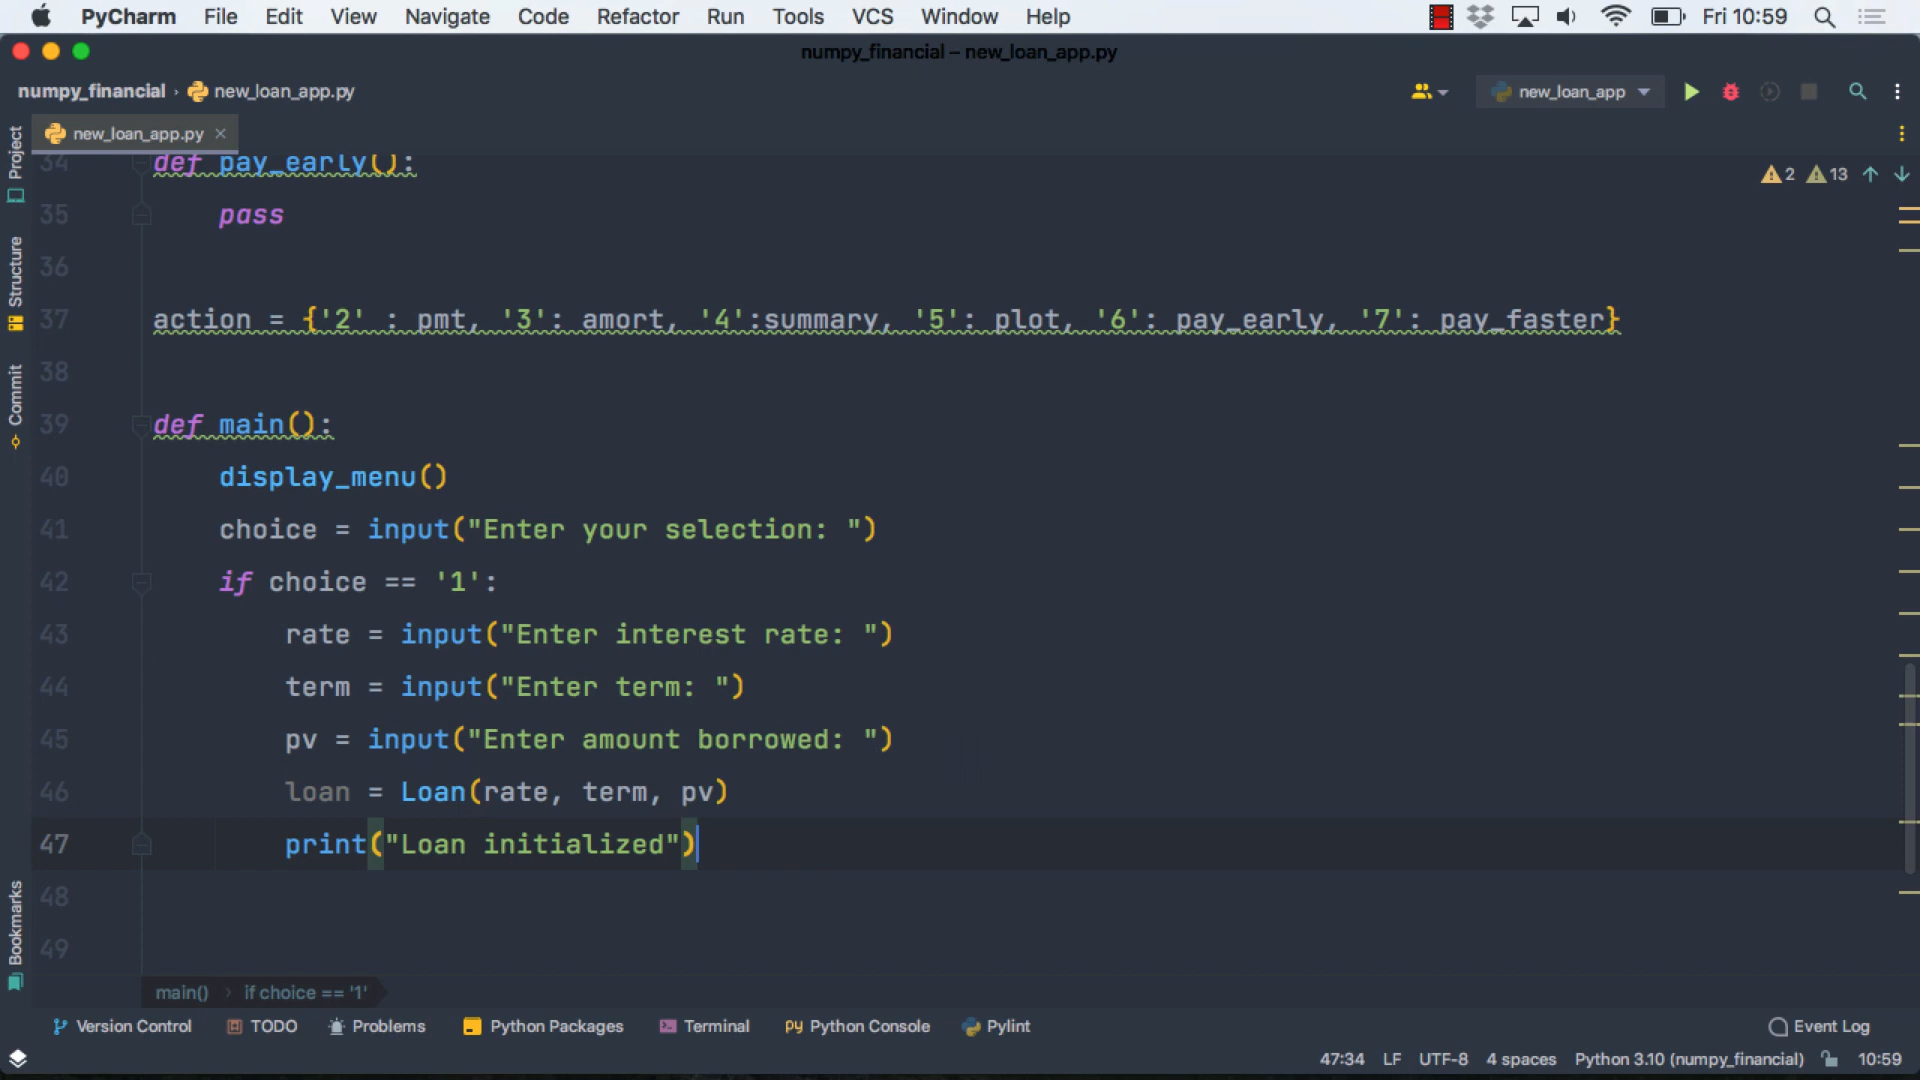 PyCharm File Edit View Navigate Code Refactor Run Tools VCS Window Help Fri 10:59
numpy_financial – new_loan_app.py
numpy_financial › new_loan_app.py new_loan_app
new_loan_app.py
2 13
Project
Structure
Commit
Bookmarks
34 def pay_early():
35 pass
36
37 action = {'2' : pmt, '3': amort, '4':summary, '5': plot, '6': pay_early, '7': pay_faster}
38
39 def main():
40 display_menu()
41 choice = input("Enter your selection: ")
42 if choice == '1':
43 rate = input("Enter interest rate: ")
44 term = input("Enter term: ")
45 pv = input("Enter amount borrowed: ")
46 loan = Loan(rate, term, pv)
47 print("Loan initialized")
48
49
main() › if choice == '1'
Version Control TODO Problems Python Packages Terminal Python Console Pylint Event Log
47:34 LF UTF-8 4 spaces Python 3.10 (numpy_financial) 10:59